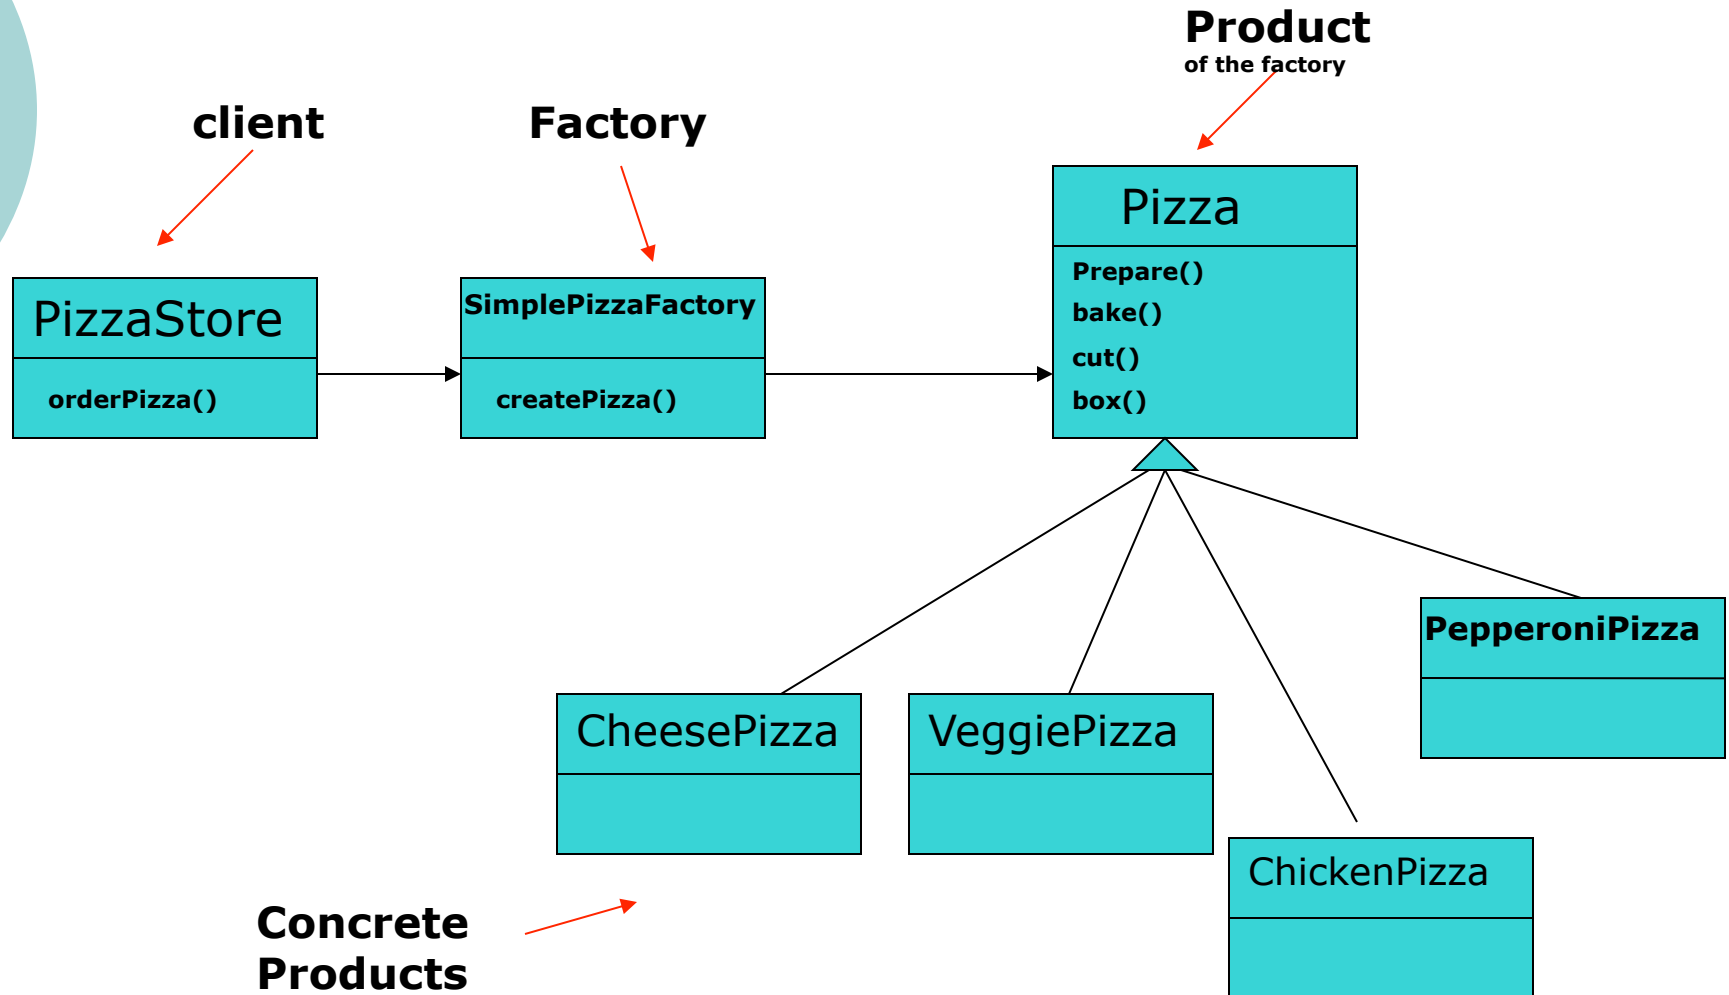 Product
of the factory
client
Factory
Pizza
Prepare()
bake()
cut()
box()
PizzaStore
orderPizza()
SimplePizzaFactory
createPizza()
PepperoniPizza
CheesePizza
VeggiePizza
ChickenPizza
Concrete
Products